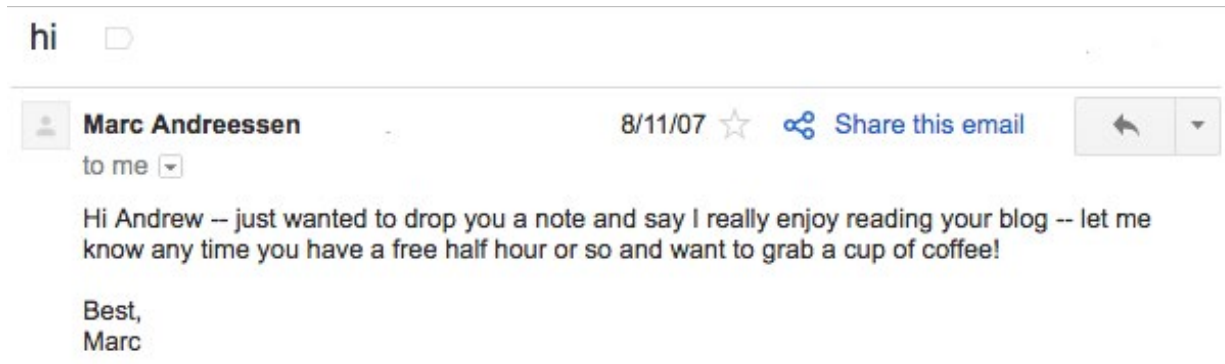 hi
Marc Andreessen 8/11/07 Share this email
to me
Hi Andrew -- just wanted to drop you a note and say I really enjoy reading your blog -- let me
know any time you have a free half hour or so and want to grab a cup of coffee!
Best,
Marc